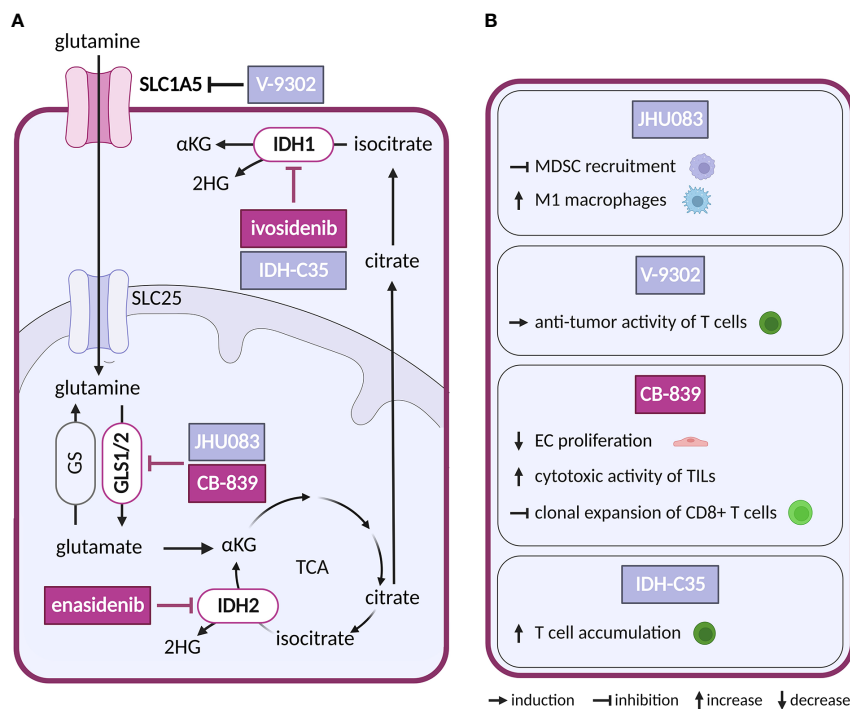 A
glutamine
SLC1A5
V-9302
αKG
IDH1
isocitrate
2HG
ivosidenib
IDH-C35
citrate
SLC25
glutamine
GS
GLS1/2
JHU083
CB-839
glutamate
αKG
TCA
enasidenib
IDH2
citrate
2HG
isocitrate
B
JHU083
MDSC recruitment
M1 macrophages
V-9302
anti-tumor activity of T cells
CB-839
EC proliferation
cytotoxic activity of TILs
clonal expansion of CD8+ T cells
IDH-C35
T cell accumulation
induction inhibition increase decrease